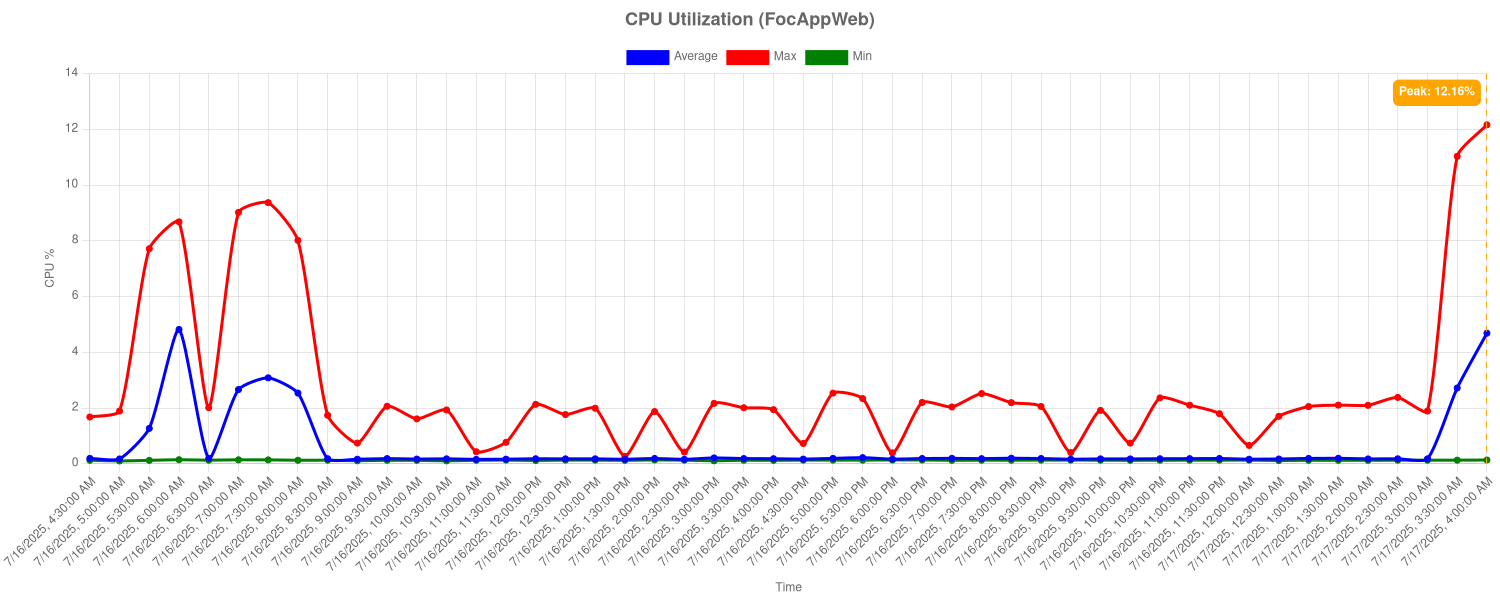 CPU Utilization (FocAppWeb)
Average Max Min
14
Peak: 12.16%
12
10
8
CPU %
6
4
2
0
7/16/2025, 4:30:00 AM
7/16/2025, 5:00:00 AM
7/16/2025, 5:30:00 AM
7/16/2025, 6:00:00 AM
7/16/2025, 6:30:00 AM
7/16/2025, 7:00:00 AM
7/16/2025, 7:30:00 AM
7/16/2025, 8:00:00 AM
7/16/2025, 8:30:00 AM
7/16/2025, 9:00:00 AM
7/16/2025, 9:30:00 AM
7/16/2025, 10:00:00 AM
7/16/2025, 10:30:00 AM
7/16/2025, 11:00:00 AM
7/16/2025, 11:30:00 AM
7/16/2025, 12:00:00 PM
7/16/2025, 12:30:00 PM
7/16/2025, 1:00:00 PM
7/16/2025, 1:30:00 PM
7/16/2025, 2:00:00 PM
7/16/2025, 2:30:00 PM
7/16/2025, 3:00:00 PM
7/16/2025, 3:30:00 PM
7/16/2025, 4:00:00 PM
7/16/2025, 4:30:00 PM
7/16/2025, 5:00:00 PM
7/16/2025, 5:30:00 PM
7/16/2025, 6:00:00 PM
7/16/2025, 6:30:00 PM
7/16/2025, 7:00:00 PM
7/16/2025, 7:30:00 PM
7/16/2025, 8:00:00 PM
7/16/2025, 8:30:00 PM
7/16/2025, 9:00:00 PM
7/16/2025, 9:30:00 PM
7/16/2025, 10:00:00 PM
7/16/2025, 10:30:00 PM
7/16/2025, 11:00:00 PM
7/16/2025, 11:30:00 PM
7/17/2025, 12:00:00 AM
7/17/2025, 12:30:00 AM
7/17/2025, 1:00:00 AM
7/17/2025, 1:30:00 AM
7/17/2025, 2:00:00 AM
7/17/2025, 2:30:00 AM
7/17/2025, 3:00:00 AM
7/17/2025, 3:30:00 AM
7/17/2025, 4:00:00 AM
Time